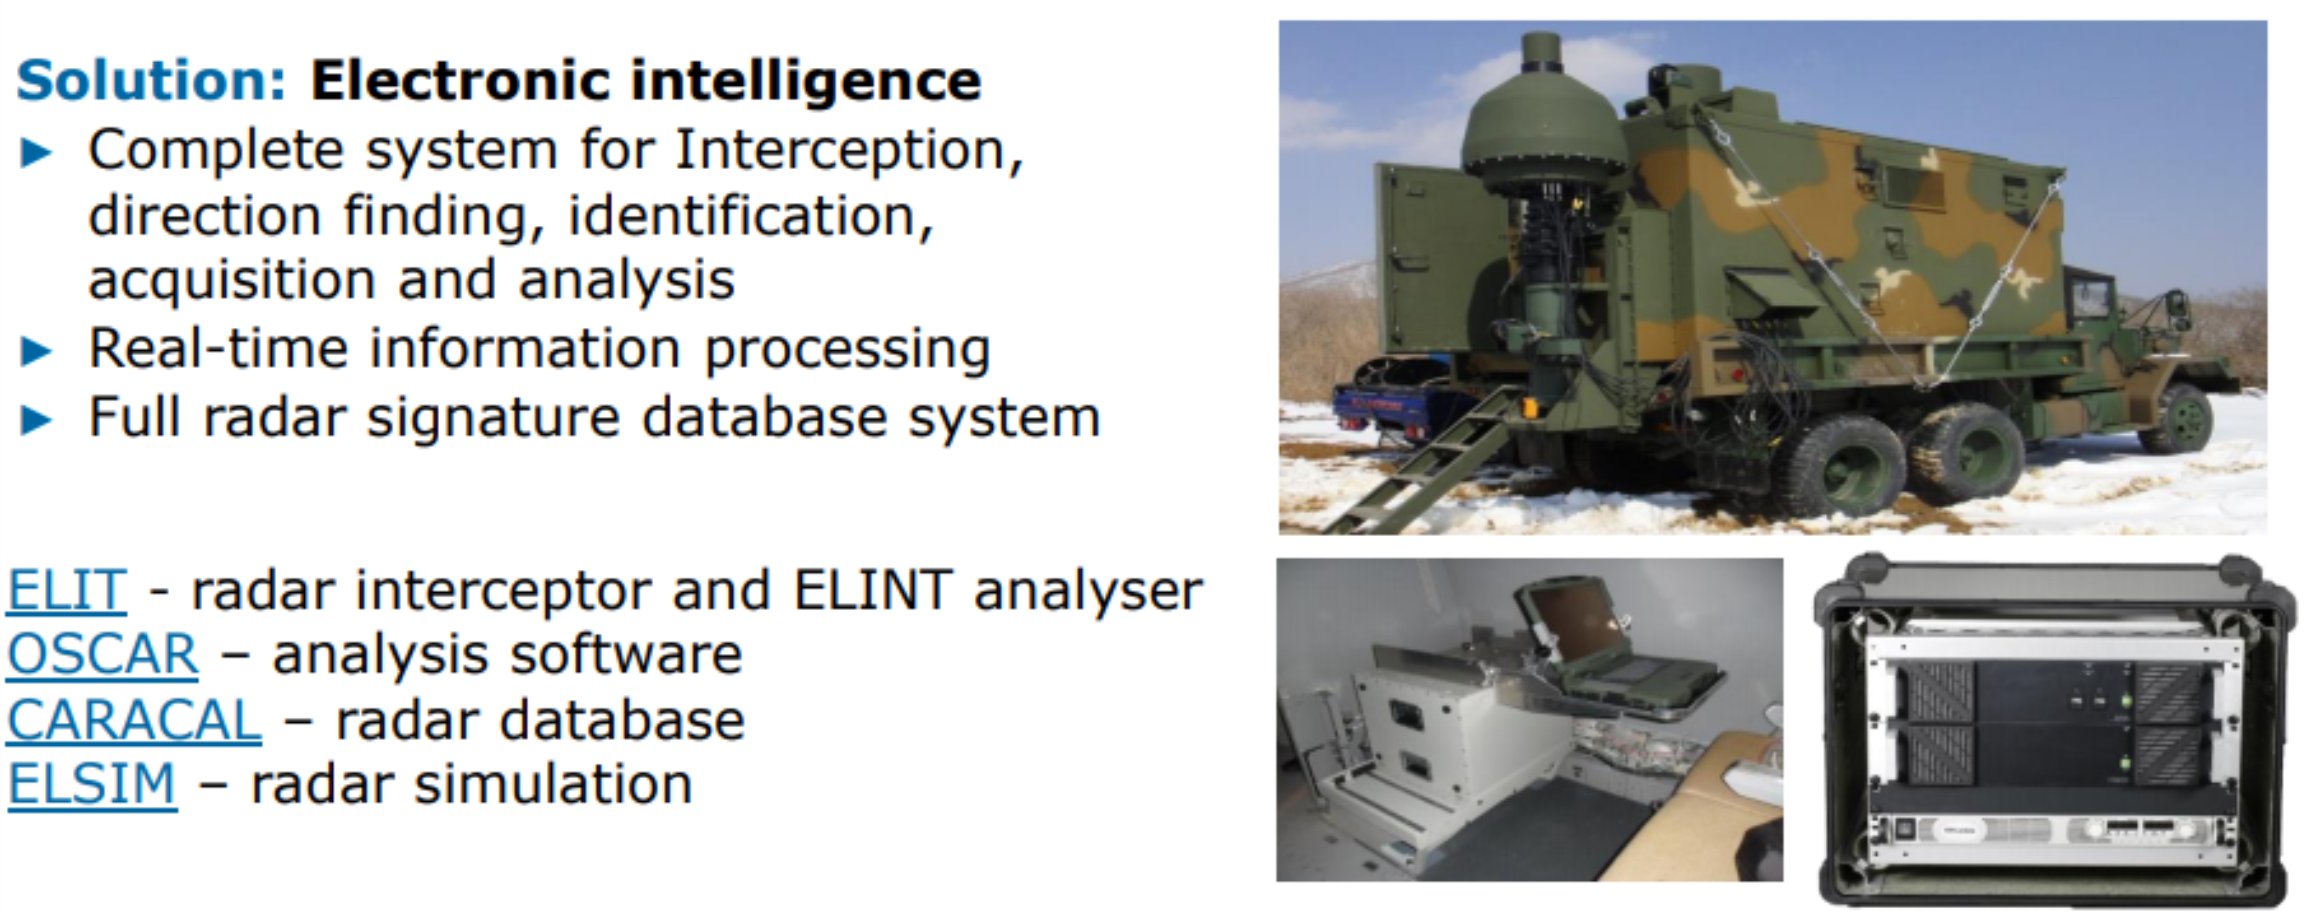 Solution: Electronic intelligence
► Complete system for Interception,
direction finding, identification,
acquisition and analysis
► Real-time information processing
► Full radar signature database system
ELIT - radar interceptor and ELINT analyser
OSCAR – analysis software
CARACAL – radar database
ELSIM – radar simulation